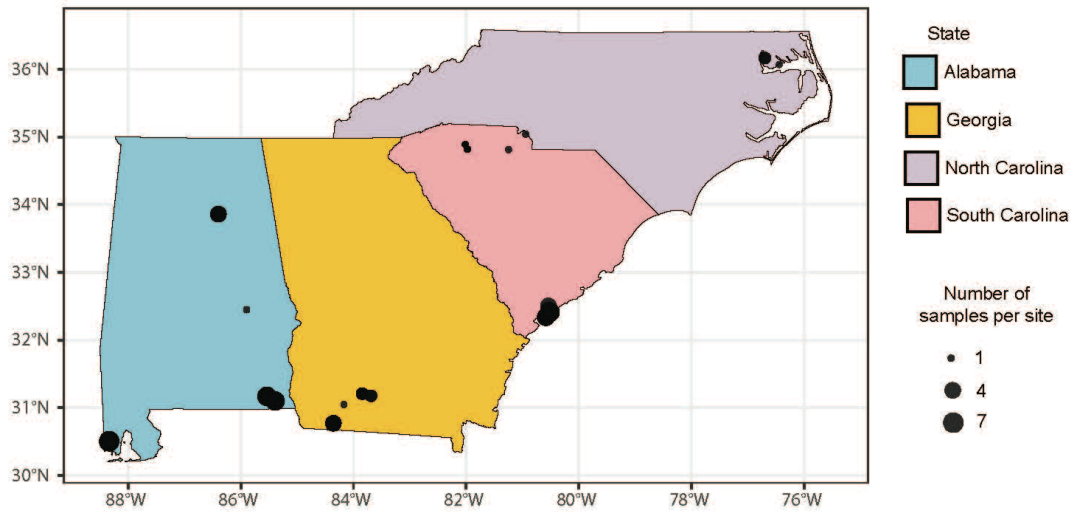 State
Alabama
Georgia
North Carolina
South Carolina
Number of
samples per site
1
4
7
36°N
35°N
34°N
33°N
32°N
31°N
30°N
88°W 86°W 84°W 82°W 80°W 78°W 76°W